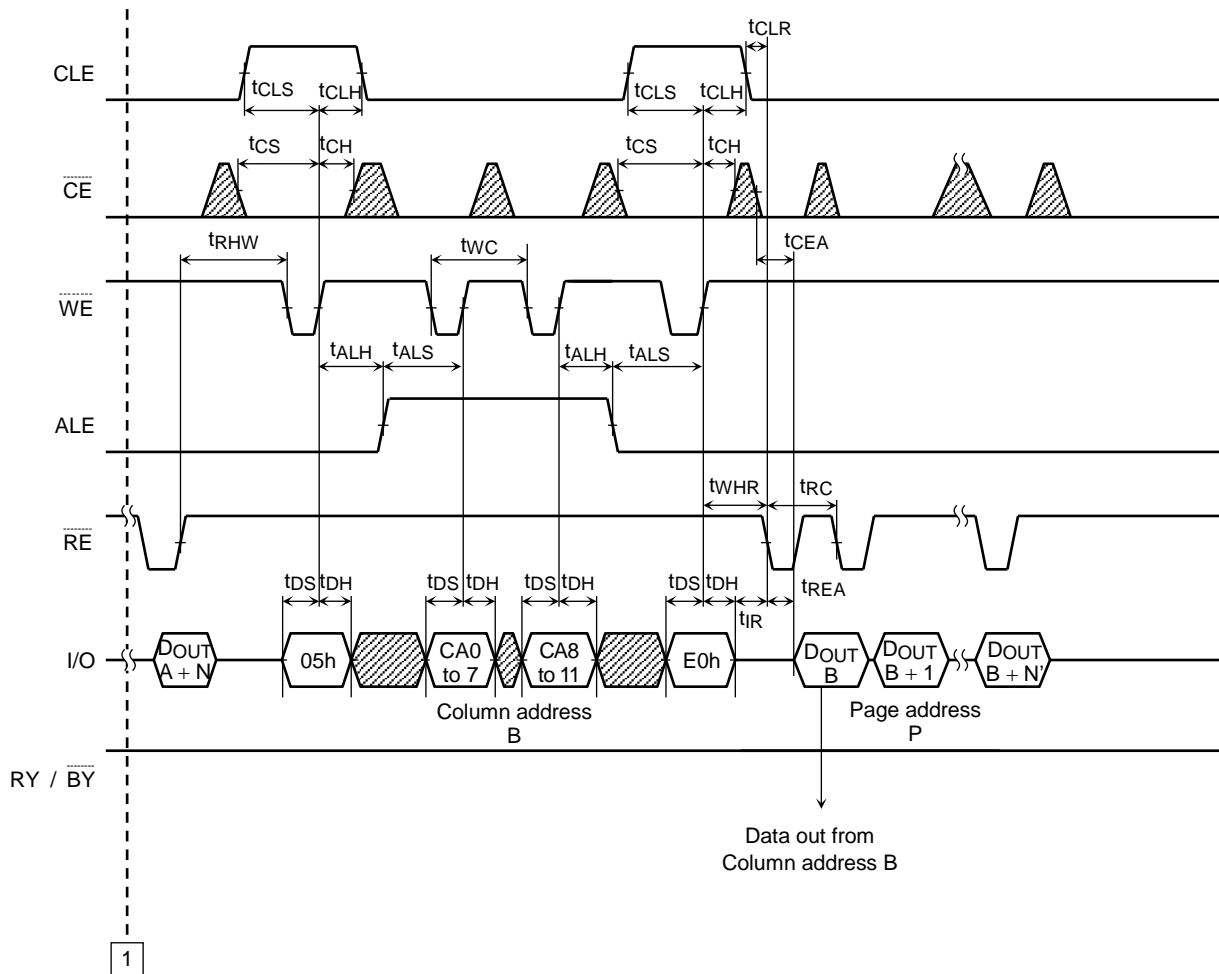 tCLR
CLE
tCLS tCLH tCLS tCLH
tCS tCH tCS tCH
CE
tCEA
tRHW tWC
WE
tALH tALS tALH tALS
ALE
tWHR tRC
RE
tDS tDH tDS tDH tDS tDH tDS tDH
tREA
tIR
I/O
DOUT
A + N
05h
CA0
to 7
CA8
to 11
E0h
DOUT
B
DOUT
B + 1
DOUT
B + N’
Column address
B
Page address
P
RY / BY
Data out from
Column address B
1